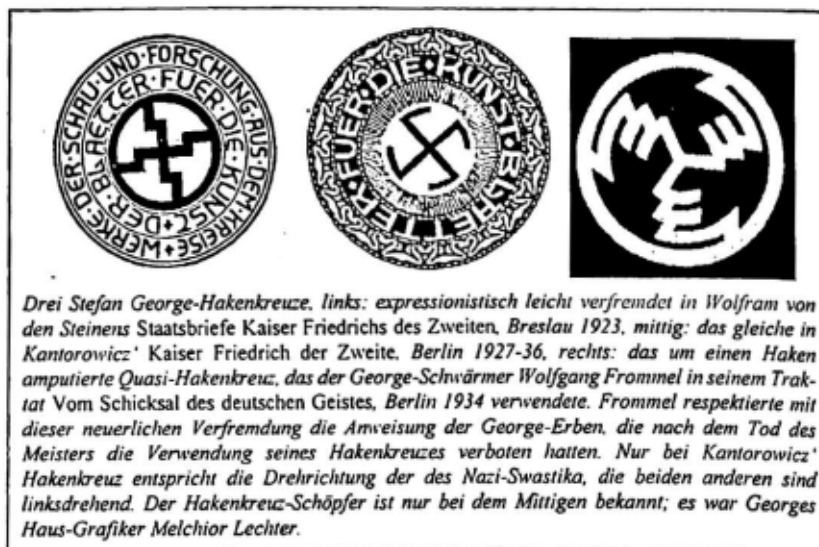 WERKE·DER·SCHAU·UND·FORSCHUNG·AUS·DEM·KREISE
DER·BLAETTER·FUER·DIE·KUNST
BLAETTER·FUER·DIE·KUNST
Drei Stefan George-Hakenkreuze, links: expressionistisch leicht verfremdet in Wolfram von
den Steinens Staatsbriefe Kaiser Friedrichs des Zweiten, Breslau 1923, mittig: das gleiche in
Kantorowicz' Kaiser Friedrich der Zweite, Berlin 1927-36, rechts: das um einen Haken
amputierte Quasi-Hakenkreuz, das der George-Schwärmer Wolfgang Frommel in seinem Trak-
tat Vom Schicksal des deutschen Geistes, Berlin 1934 verwendete. Frommel respektierte mit
dieser neuerlichen Verfremdung die Anweisung der George-Erben, die nach dem Tod des
Meisters die Verwendung seines Hakenkreuzes verboten hatten. Nur bei Kantorowicz'
Hakenkreuz entspricht die Drehrichtung der des Nazi-Swastika, die beiden anderen sind
linksdrehend. Der Hakenkreuz-Schöpfer ist nur bei dem Mittigen bekannt; es war Georges
Haus-Grafiker Melchior Lechter.